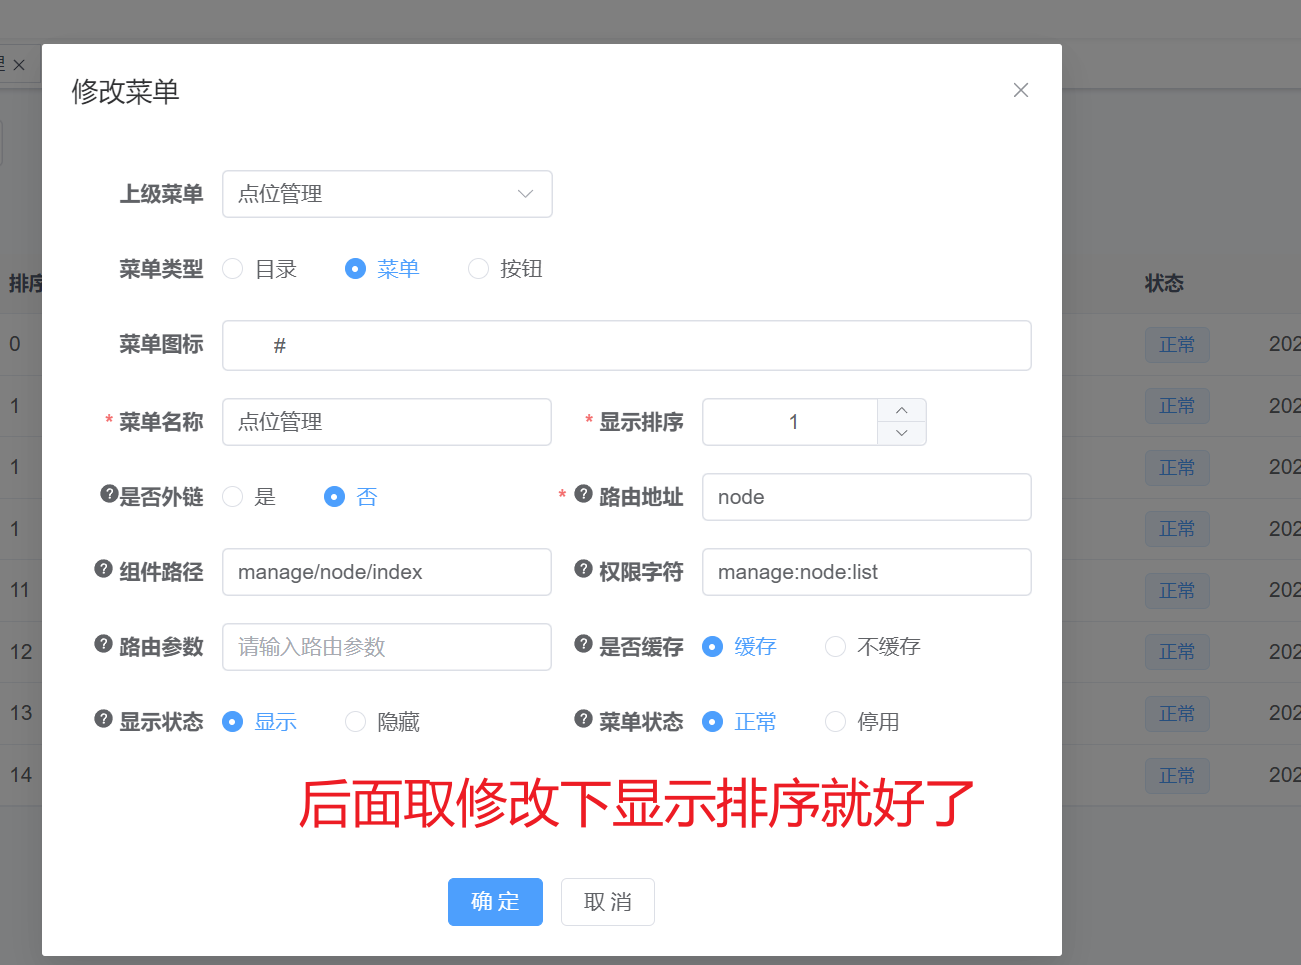 修改菜单
上级菜单 点位管理
菜单类型 目录 菜单 按钮
排序 状态
菜单图标 #
0 正常 202
* 菜单名称 点位管理 * 显示排序 1
1 正常 202
1 正常 202
是否外链 是 否 * 路由地址 node
1 正常 202
组件路径 manage/node/index 权限字符 manage:node:list
11 正常 202
路由参数 请输入路由参数 是否缓存 缓存 不缓存
12 正常 202
显示状态 显示 隐藏 菜单状态 正常 停用
13 正常 202
14 正常 202
后面取修改下显示排序就好了
确 定 取 消